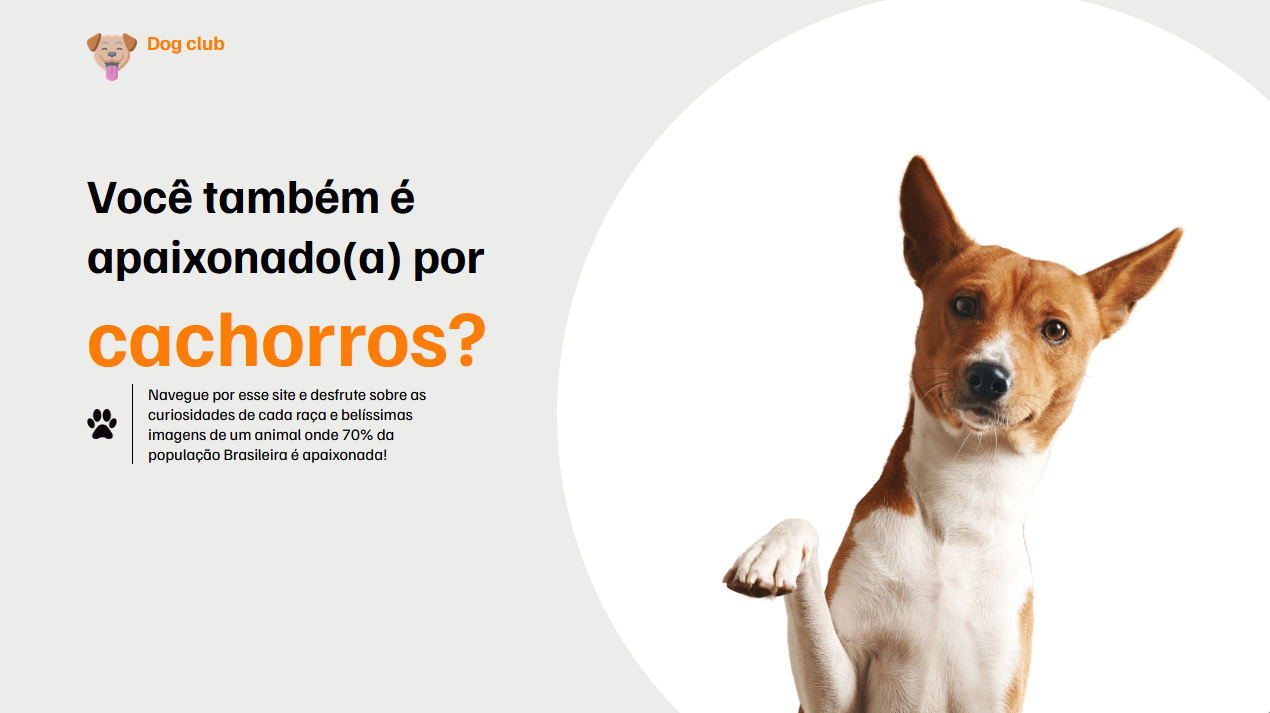 Dog club
Você também é
apaixonado(a) por
cachorros?
Navegue por esse site e desfrute sobre as
curiosidades de cada raça e belíssimas
imagens de um animal onde 70% da
população Brasileira é apaixonada!